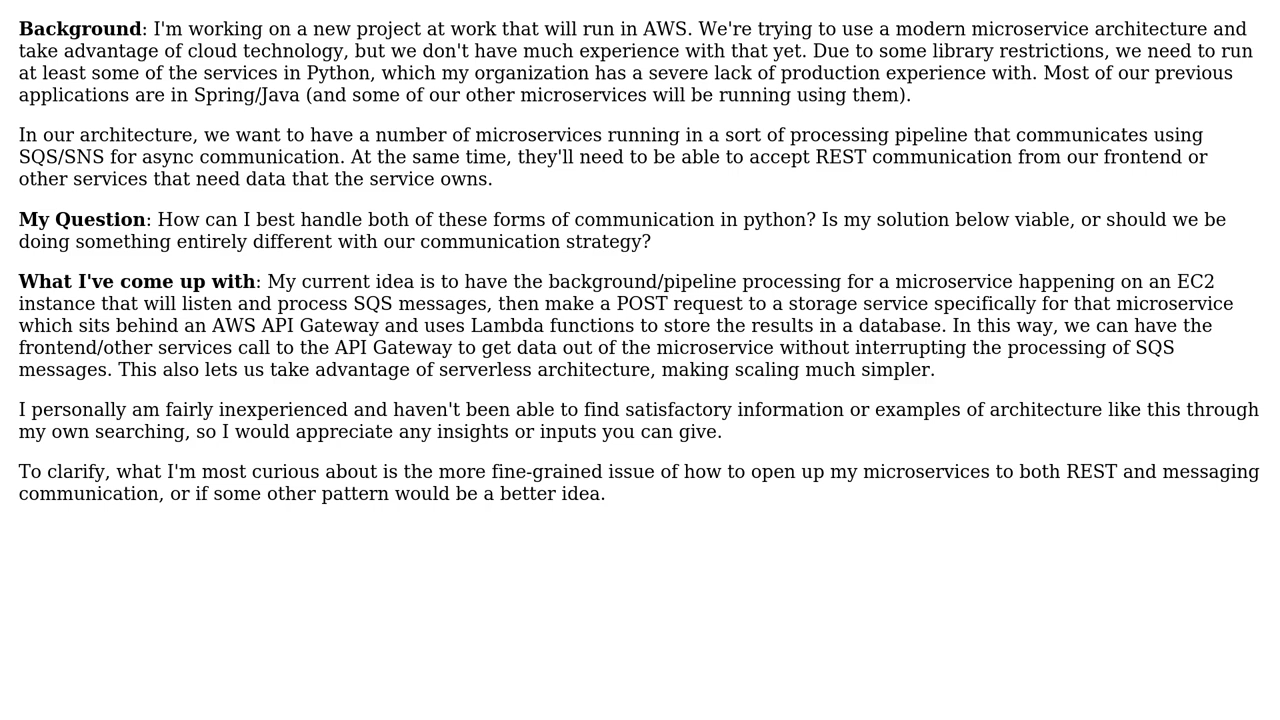 Background: I'm working on a new project at work that will run in AWS. We're trying to use a modern microservice architecture and
take advantage of cloud technology, but we don't have much experience with that yet. Due to some library restrictions, we need to run
at least some of the services in Python, which my organization has a severe lack of production experience with. Most of our previous
applications are in Spring/Java (and some of our other microservices will be running using them).
In our architecture, we want to have a number of microservices running in a sort of processing pipeline that communicates using
SQS/SNS for async communication. At the same time, they'll need to be able to accept REST communication from our frontend or
other services that need data that the service owns.
My Question: How can I best handle both of these forms of communication in python? Is my solution below viable, or should we be
doing something entirely different with our communication strategy?
What I've come up with: My current idea is to have the background/pipeline processing for a microservice happening on an EC2
instance that will listen and process SQS messages, then make a POST request to a storage service specifically for that microservice
which sits behind an AWS API Gateway and uses Lambda functions to store the results in a database. In this way, we can have the
frontend/other services call to the API Gateway to get data out of the microservice without interrupting the processing of SQS
messages. This also lets us take advantage of serverless architecture, making scaling much simpler.
I personally am fairly inexperienced and haven't been able to find satisfactory information or examples of architecture like this through
my own searching, so I would appreciate any insights or inputs you can give.
To clarify, what I'm most curious about is the more fine-grained issue of how to open up my microservices to both REST and messaging
communication, or if some other pattern would be a better idea.